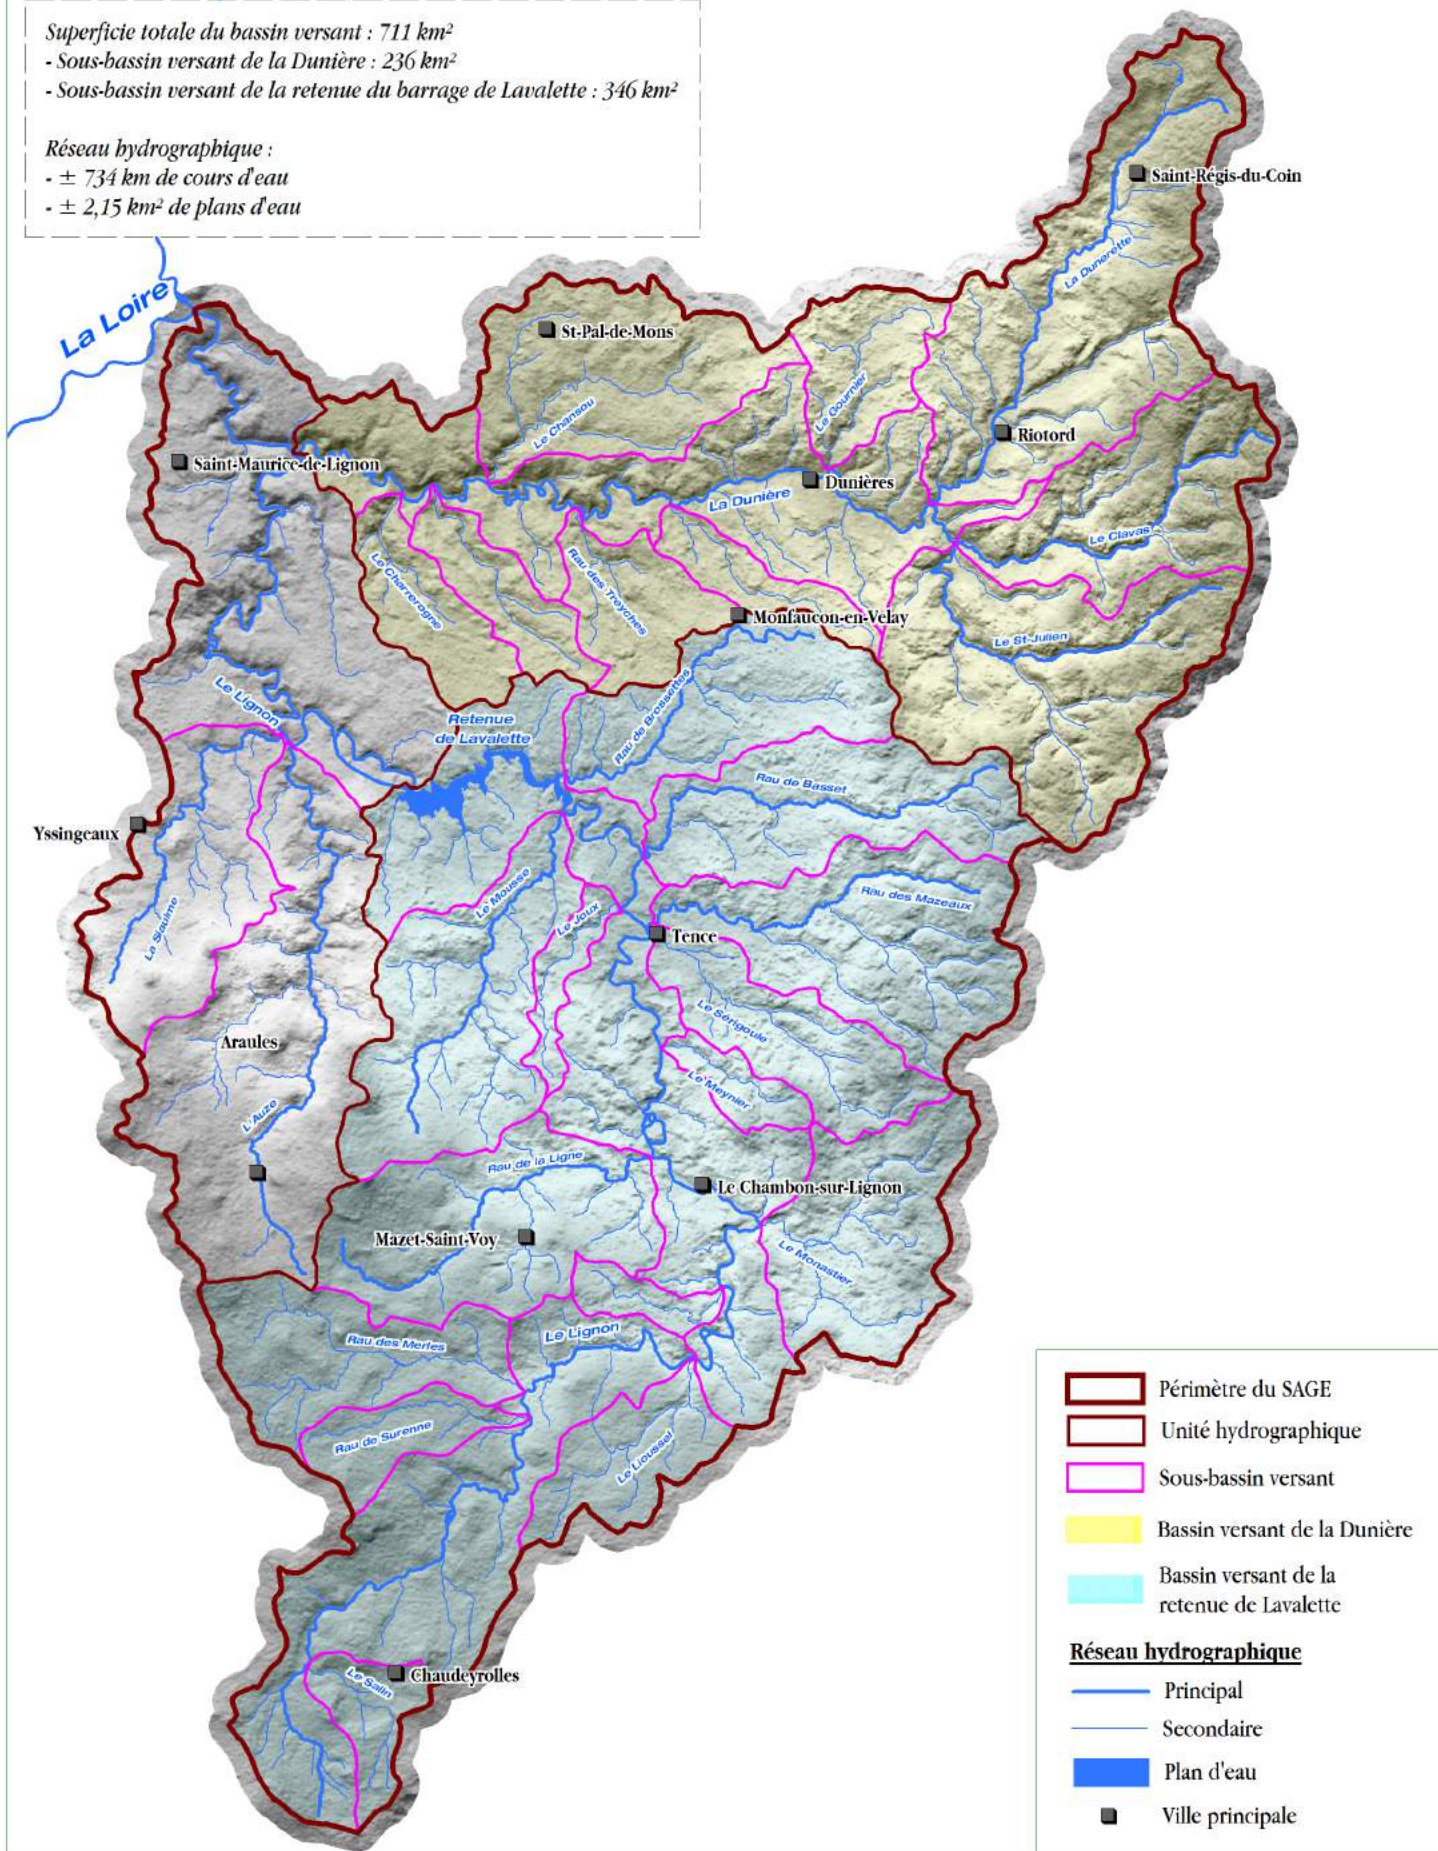 Superficie totale du bassin versant : 711 km²
- Sous-bassin versant de la Dunière : 236 km²
- Sous-bassin versant de la retenue du barrage de Lavalette : 346 km²
Réseau hydrographique :
- ± 734 km de cours d'eau
- ± 2,15 km² de plans d'eau
Saint-Régis-du-Coin
La Dunerette
La Loire
St-Pal-de-Mons
Le Chansou
Le Gournier
Riotord
Saint-Maurice-de-Lignon
Dunières
La Dunière
Le Clavas
Le Charrerogne
Rau des Treyches
Monfaucon-en-Velay
Le St-Julien
Le Lignon
Retenue
de Lavalette
Rau de Brossettes
Rau de Basset
Yssingeaux
La Siaulme
Le Mousse
Le Joux
Rau des Mazeaux
Tence
Le Sérigoule
Araules
Le Meynier
L'Auze
Rau de la Ligne
Le Chambon-sur-Lignon
Mazet-Saint-Voy
Le Monastier
Rau des Merles
Le Lignon
Rau de Surenne
Le Lioussel
Le Salin
Chaudeyrolles
Périmètre du SAGE
Unité hydrographique
Sous-bassin versant
Bassin versant de la Dunière
Bassin versant de la
retenue de Lavalette
Réseau hydrographique
Principal
Secondaire
Plan d'eau
Ville principale